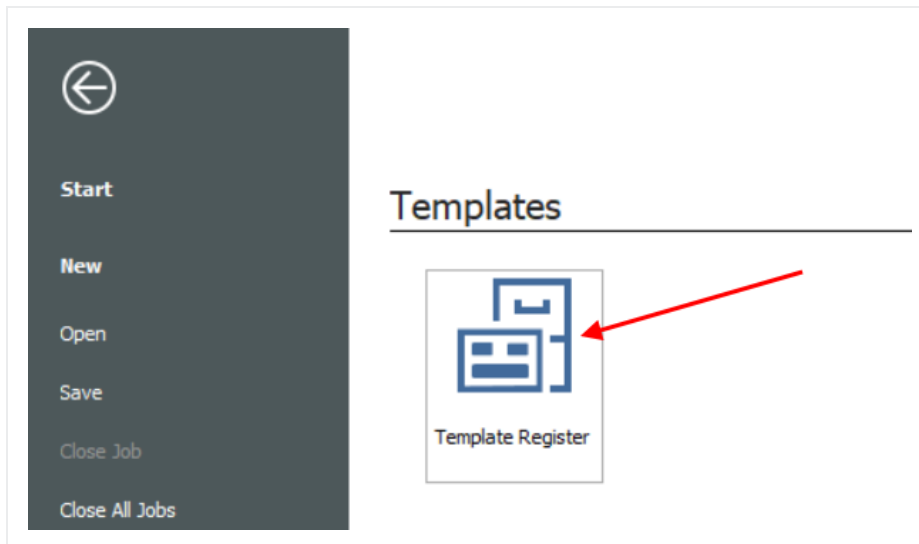 Start
New
Open
Save
Close Job
Close All Jobs
Templates
Template Register